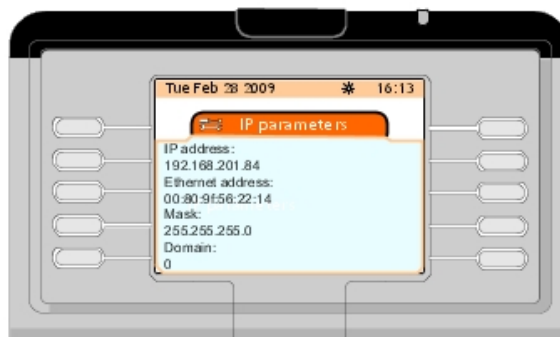 Tue Feb 28 2009 16:13
IP parameters
IP address:
192.168.201.84
Ethernet address:
00:80:9f:56:22:14
Mask:
255.255.255.0
Domain:
0